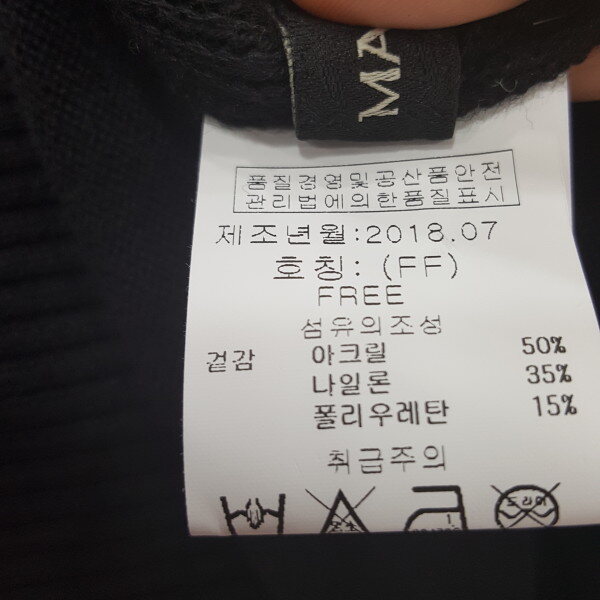 MA
품질경영및공산품안전
관리법에의한품질표시
제조년월:2018.07
호칭: (FF)
FREE
섬유의조성
겉감 아크릴 50%
나일론 35%
폴리우레탄 15%
취급주의
드라이